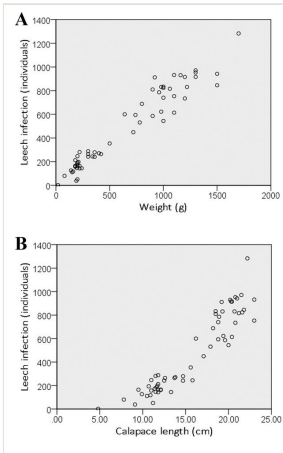 A
Leech infection (individuals)
1400
1200
1000
800
600
400
200
0
0 500 1000 1500 2000
Weight (g)
B
Leech infection (individuals)
1400
1200
1000
800
600
400
200
0
.00 5.00 10.00 15.00 20.00 25.00
Calapace length (cm)